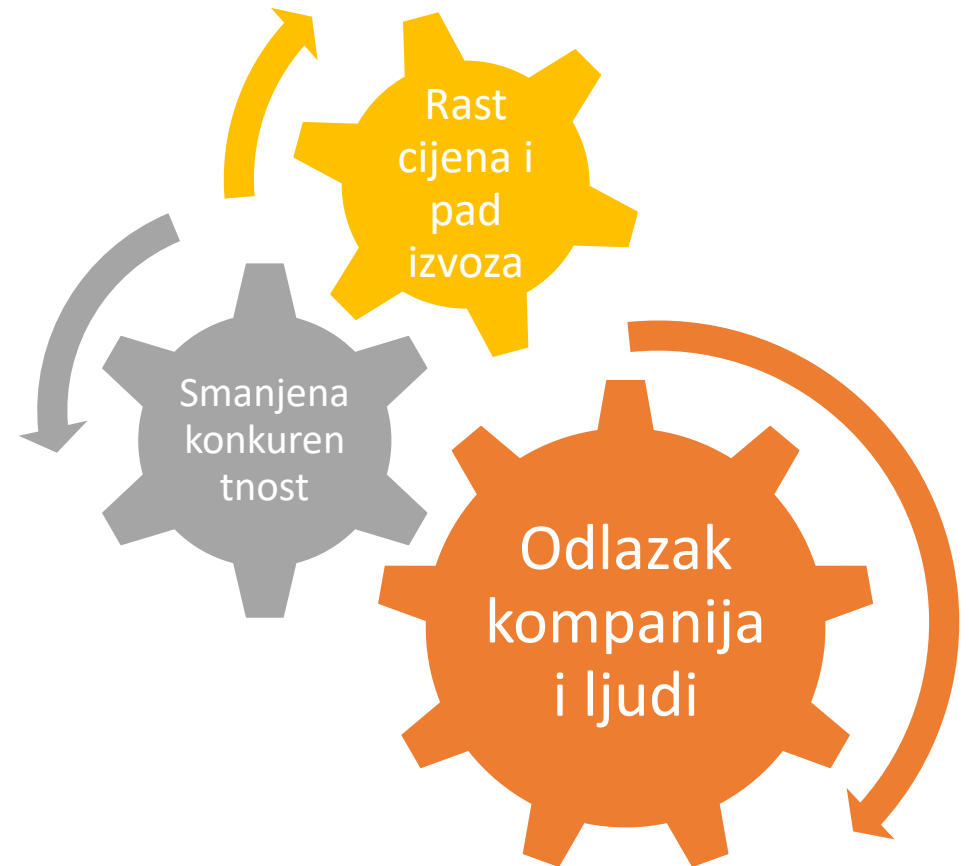 Rast
cijena i
pad
izvoza
Smanjena
konkuren
tnost
Odlazak
kompanija
i ljudi